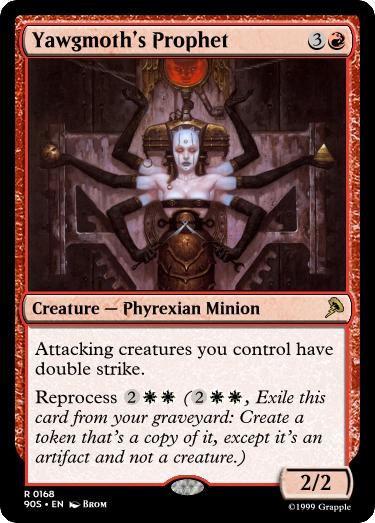 Yawgmoth's Prophet 3
Creature — Phyrexian Minion
Attacking creatures you control have
double strike.
Reprocess 2 (2, Exile this
card from your graveyard: Create a
token that's a copy of it, except it's an
artifact and not a creature.)
2/2
R 0168
90S • EN BROM
©1999 Grapple